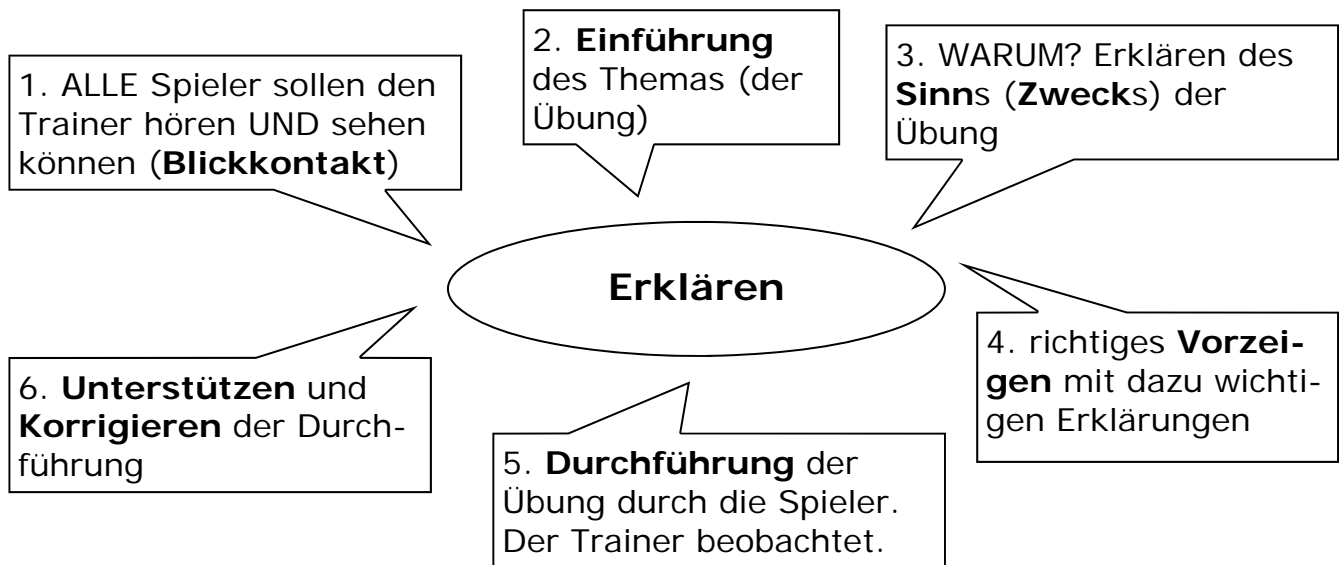 1. ALLE Spieler sollen den
Trainer hören UND sehen
können (Blickkontakt)
2. Einführung
des Themas (der
Übung)
3. WARUM? Erklären des
Sinns (Zwecks) der
Übung
Erklären
4. richtiges Vorzei-
gen mit dazu wichti-
gen Erklärungen
5. Durchführung der
Übung durch die Spieler.
Der Trainer beobachtet.
6. Unterstützen und
Korrigieren der Durch-
führung